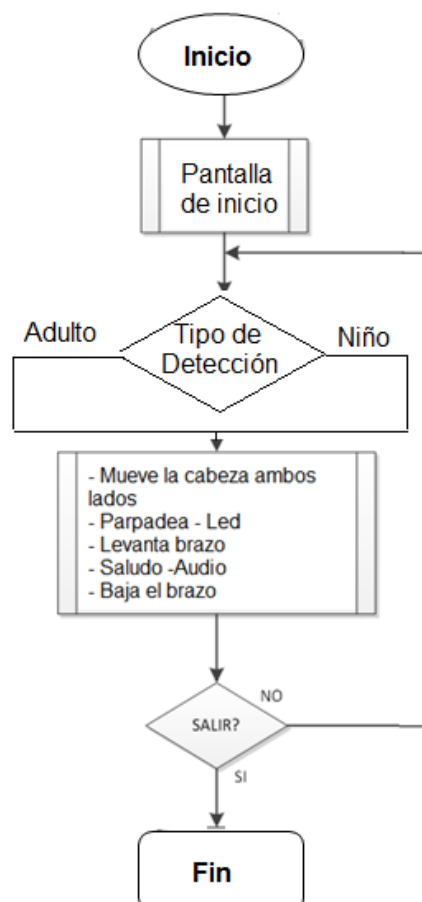 Inicio
Pantalla
de inicio
Adulto
Tipo de
Detección
Niño
- Mueve la cabeza ambos
lados
- Parpadea - Led
- Levanta brazo
- Saludo -Audio
- Baja el brazo
NO
SALIR?
SI
Fin